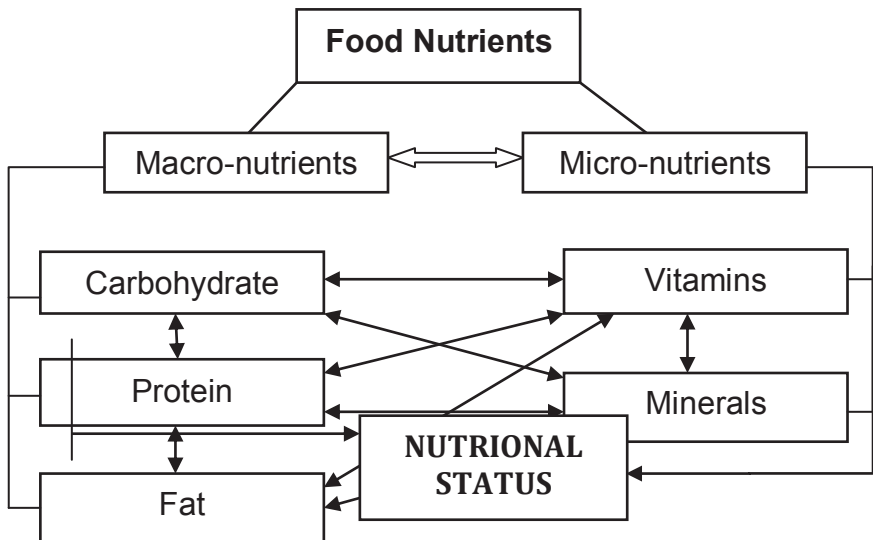 Food Nutrients
Macro-nutrients
Micro-nutrients
Carbohydrate
Vitamins
Protein
Minerals
NUTRIONAL
STATUS
Fat